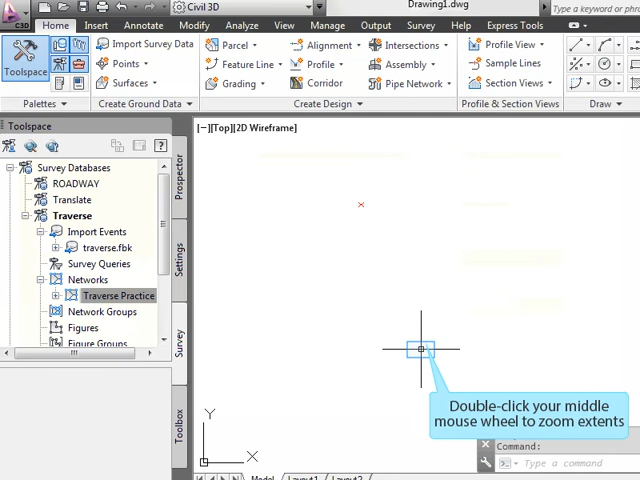 Civil 3D
Drawing1.dwg
Type a keyword or
C3D
Home Insert Annotate Modify Analyze View Manage Output Survey Express Tools
Toolspace
Import Survey Data
Points
Surfaces
Parcel
Feature Line
Grading
Alignment
Profile
Corridor
Intersections
Assembly
Pipe Network
Profile View
Sample Lines
Section Views
Palettes
Create Ground Data
Create Design
Profile & Section Views
Draw
Toolspace
[−][Top][2D Wireframe]
Survey Databases
ROADWAY
Translate
Traverse
Import Events
traverse.fbk
Survey Queries
Networks
Traverse Practice
Network Groups
Figures
Figure Groups
Prospector
Settings
Survey
Toolbox
Double-click your middle
mouse wheel to zoom extents
Y
X
Command:
Type a command
Model
Layout1
Layout2